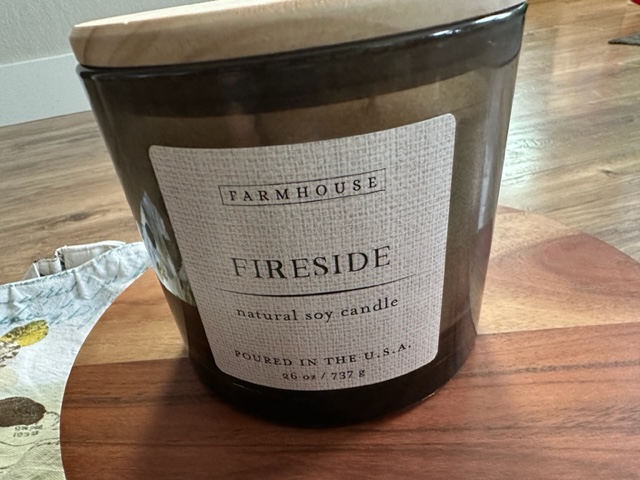 FARMHOUSE
FIRESIDE
natural soy candle
POURED IN THE U.S.A.
26 oz / 737 g